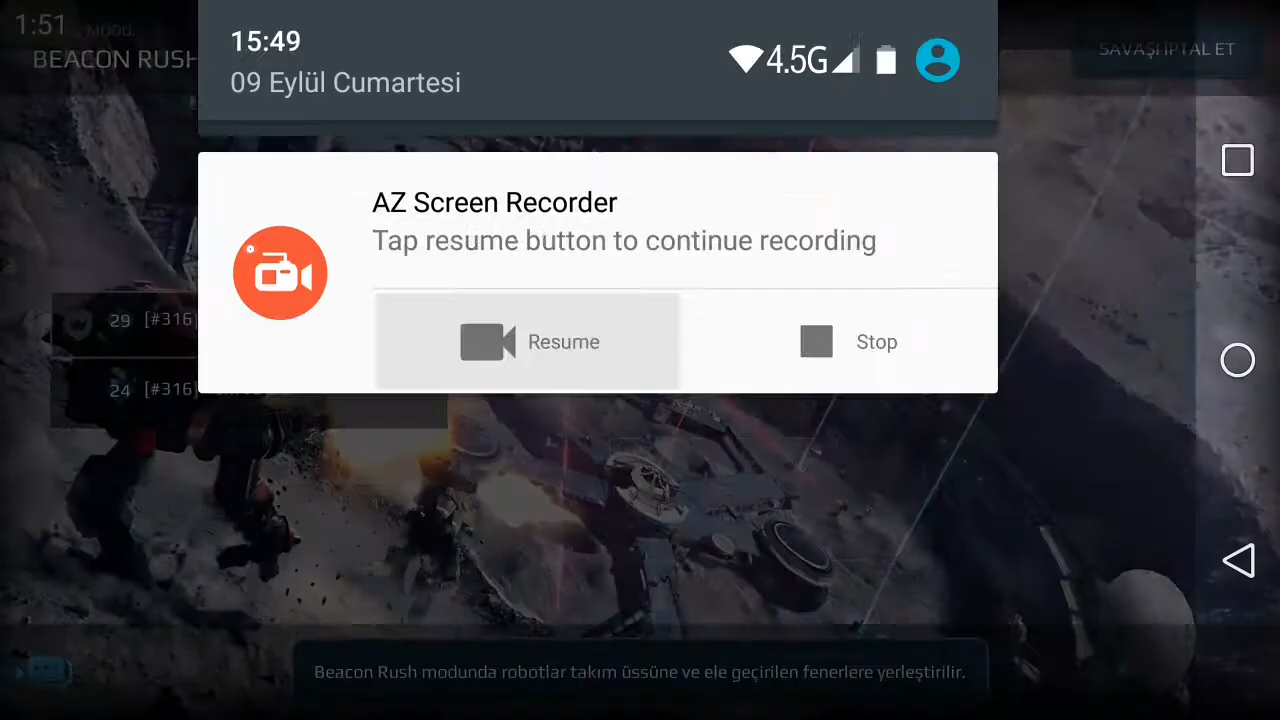 1:51
MODU.
BEACON RUSH
15:49
09 Eylül Cumartesi
4.5G
SAVAŞI İPTAL ET
AZ Screen Recorder
Tap resume button to continue recording
Resume
Stop
29 [#316]
24 [#316]
Beacon Rush modunda robotlar takım üssüne ve ele geçirilen fenerlere yerleştirilir.